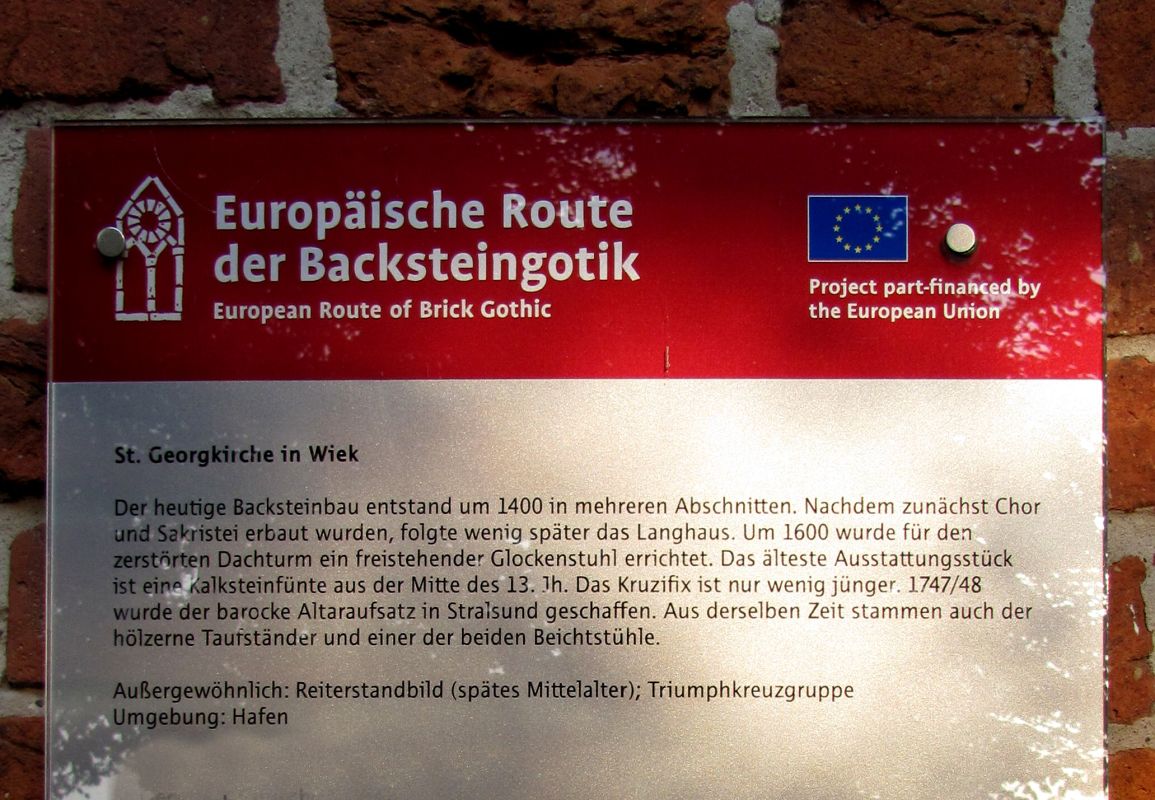 Europäische Route
der Backsteingotik
European Route of Brick Gothic
Project part-financed by
the European Union
St. Georgkirche in Wiek
Der heutige Backsteinbau entstand um 1400 in mehreren Abschnitten. Nachdem zunächst Chor
und Sakristei erbaut wurden, folgte wenig später das Langhaus. Um 1600 wurde für den
zerstörten Dachturm ein freistehender Glockenstuhl errichtet. Das älteste Ausstattungsstück
ist eine Kalksteinfünte aus der Mitte des 13. Jh. Das Kruzifix ist nur wenig jünger. 1747/48
wurde der barocke Altaraufsatz in Stralsund geschaffen. Aus derselben Zeit stammen auch der
hölzerne Taufständer und einer der beiden Beichtstühle.
Außergewöhnlich: Reiterstandbild (spätes Mittelalter); Triumphkreuzgruppe
Umgebung: Hafen